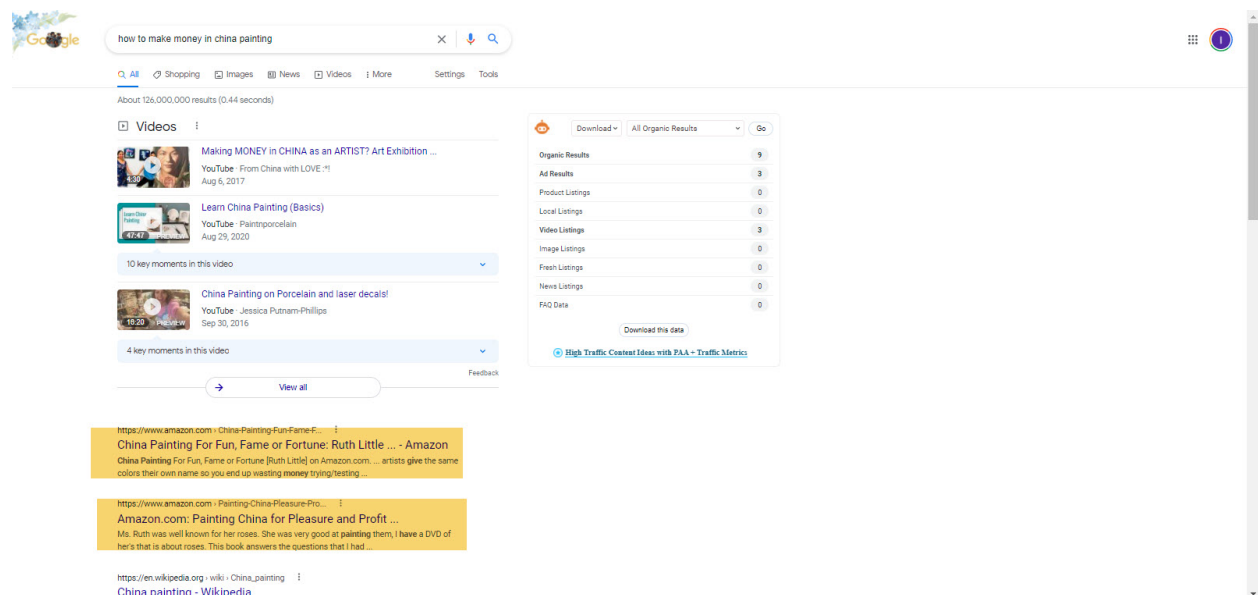 Google
how to make money in china painting
All Shopping Images News Videos More Settings Tools
About 126,000,000 results (0.44 seconds)
Videos
Making MONEY in CHINA as an ARTIST? Art Exhibition ...
YouTube · From China with LOVE :*!
Aug 6, 2017
4:30
Learn China Painting (Basics)
YouTube · Paintnporcelain
Aug 29, 2020
47:47
10 key moments in this video
China Painting on Porcelain and laser decals!
YouTube · Jessica Putnam-Phillips
Sep 30, 2016
16:20 PREVIEW
4 key moments in this video
Feedback
View all
https://www.amazon.com › China-Painting-Fun-Fame-F...
China Painting For Fun, Fame or Fortune: Ruth Little ... - Amazon
China Painting For Fun, Fame or Fortune [Ruth Little] on Amazon.com. ... artists give the same
colors their own name so you end up wasting money trying/testing ...
https://www.amazon.com › Painting-China-Pleasure-Pro...
Amazon.com: Painting China for Pleasure and Profit ...
Ms. Ruth was well known for her roses. She was very good at painting them, I have a DVD of
her's that is about roses. This book answers the questions that I had ...
https://en.wikipedia.org › wiki › China_painting
China painting - Wikipedia
I
Download All Organic Results Go
Organic Results 9
Ad Results 3
Product Listings 0
Local Listings 0
Video Listings 3
Image Listings 0
Fresh Listings 0
News Listings 0
FAQ Data 0
Download this data
High Traffic Content Ideas with PAA + Traffic Metrics